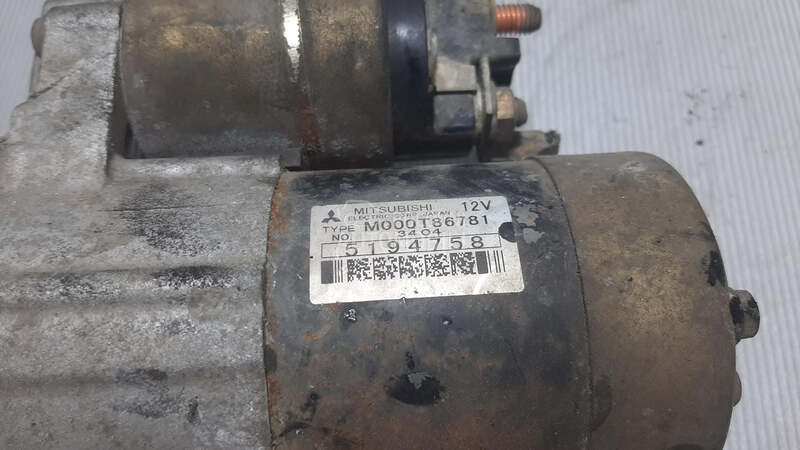 MITSUBISHI 12V
ELECTRIC CORP. JAPAN
TYPE M000T86781
NO. 3404
5194758